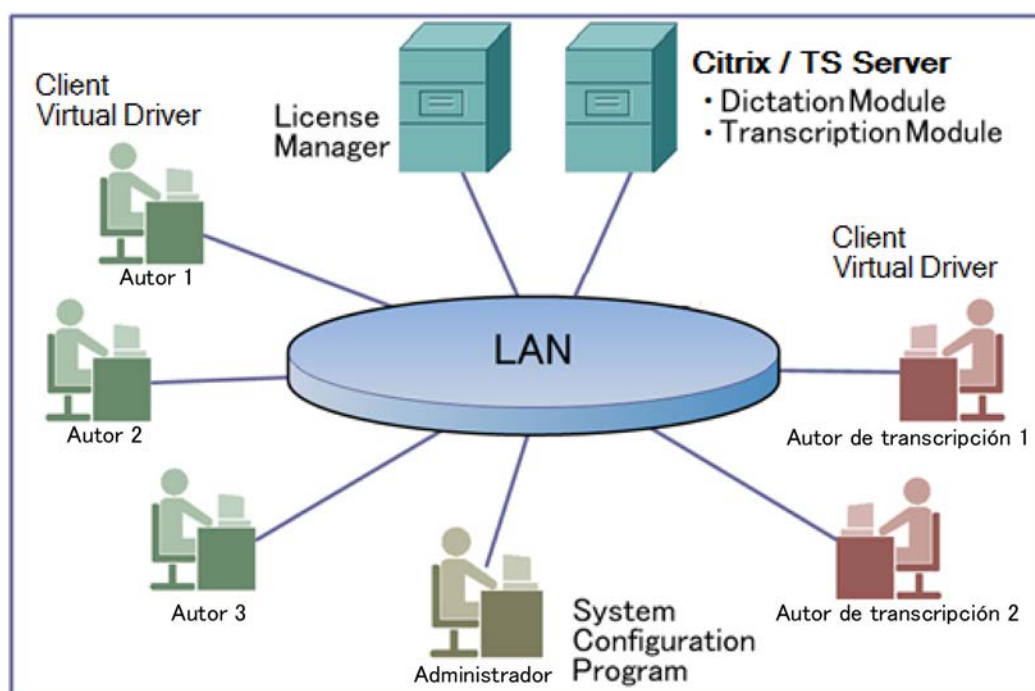 Client
Virtual Driver
License
Manager
Citrix / TS Server
・Dictation Module
・Transcription Module
Autor 1
Client
Virtual Driver
LAN
Autor 2
Autor de transcripción 1
Autor 3
Administrador
System
Configuration
Program
Autor de transcripción 2